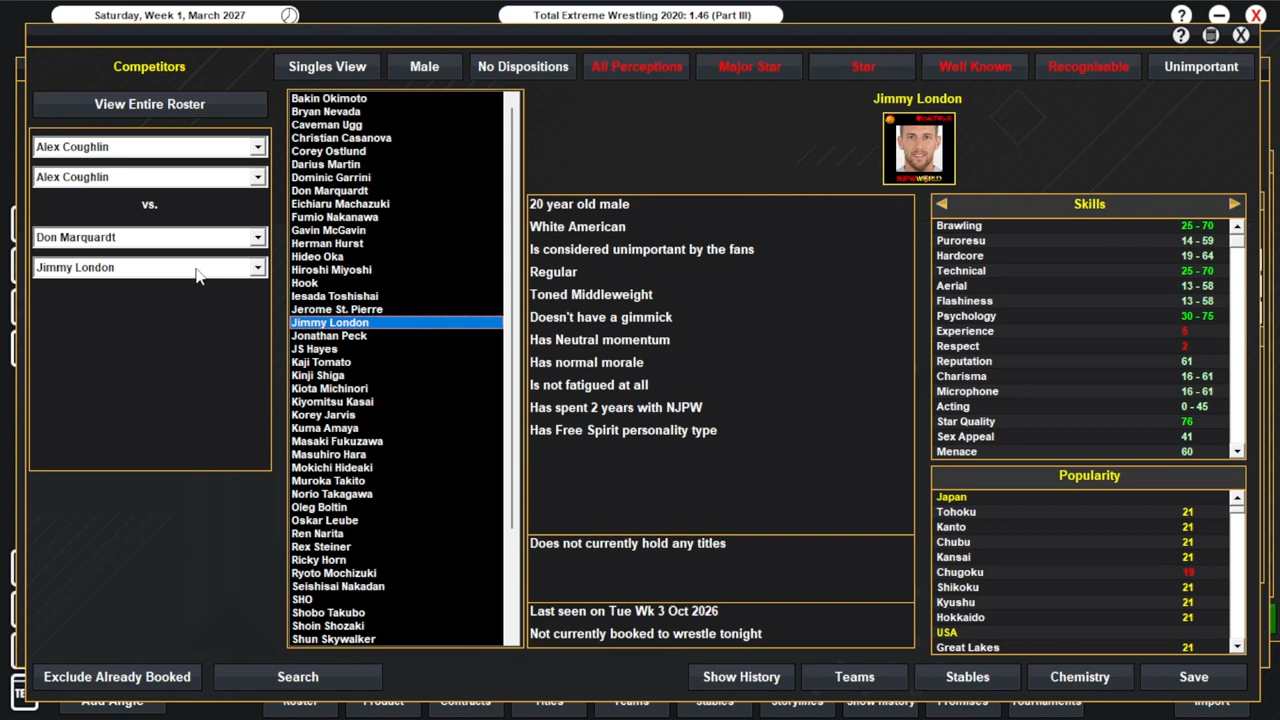 Saturday, Week 1, March 2027
Total Extreme Wrestling 2020: 1.46 (Part III)
Competitors
Singles View
Male
No Dispositions
All Perceptions
Major Star
Star
Well Known
Recognisable
Unimportant
View Entire Roster
Alex Coughlin
Alex Coughlin
vs.
Don Marquardt
Jimmy London
Bakin Okimoto
Bryan Nevada
Caveman Ugg
Christian Casanova
Corey Ostlund
Darius Martin
Dominic Garrini
Don Marquardt
Eichiaru Machazuki
Fumio Nakanawa
Gavin McGavin
Herman Hurst
Hideo Oka
Hiroshi Miyoshi
Hook
Iesada Toshishai
Jerome St. Pierre
Jimmy London
Jonathan Peck
JS Hayes
Kaji Tomato
Kinji Shiga
Kiota Michinori
Kiyomitsu Kasai
Korey Jarvis
Kuma Amaya
Masaki Fukuzawa
Masuhiro Hara
Mokichi Hideaki
Muroka Takito
Norio Takagawa
Oleg Boltin
Oskar Leube
Ren Narita
Rex Steiner
Ricky Horn
Ryoto Mochizuki
Seishisai Nakadan
SHO
Shobo Takubo
Shoin Shozaki
Shun Skywalker
Jimmy London
20 year old male
White American
Is considered unimportant by the fans
Regular
Toned Middleweight
Doesn't have a gimmick
Has Neutral momentum
Has normal morale
Is not fatigued at all
Has spent 2 years with NJPW
Has Free Spirit personality type
Does not currently hold any titles
Last seen on Tue Wk 3 Oct 2026
Not currently booked to wrestle tonight
Skills
Brawling 25 - 70
Puroresu 14 - 59
Hardcore 19 - 64
Technical 25 - 70
Aerial 13 - 58
Flashiness 13 - 58
Psychology 30 - 75
Experience 5
Respect 2
Reputation 61
Charisma 16 - 61
Microphone 16 - 61
Acting 0 - 45
Star Quality 76
Sex Appeal 41
Menace 60
Popularity
Japan
Tohoku 21
Kanto 21
Chubu 21
Kansai 21
Chugoku 19
Shikoku 21
Kyushu 21
Hokkaido 21
USA
Great Lakes 21
Exclude Already Booked
Search
Show History
Teams
Stables
Chemistry
Save